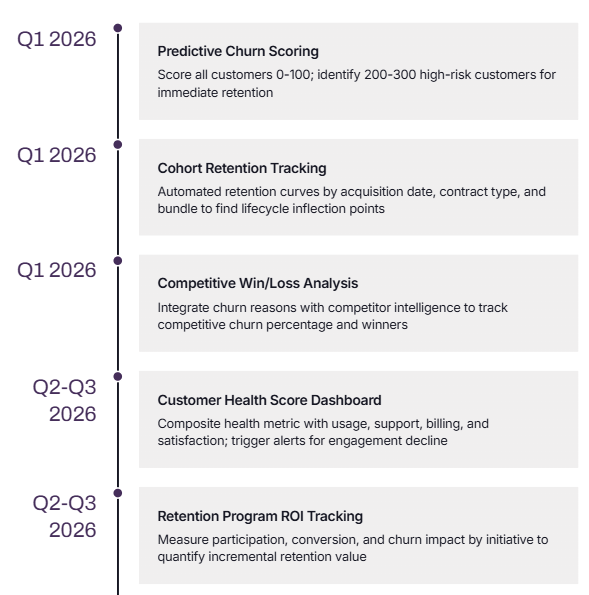 Q1 2026
Predictive Churn Scoring
Score all customers 0-100; identify 200-300 high-risk customers for
immediate retention
Q1 2026
Cohort Retention Tracking
Automated retention curves by acquisition date, contract type, and
bundle to find lifecycle inflection points
Q1 2026
Competitive Win/Loss Analysis
Integrate churn reasons with competitor intelligence to track
competitive churn percentage and winners
Q2-Q3
2026
Customer Health Score Dashboard
Composite health metric with usage, support, billing, and
satisfaction; trigger alerts for engagement decline
Q2-Q3
2026
Retention Program ROI Tracking
Measure participation, conversion, and churn impact by initiative to
quantify incremental retention value